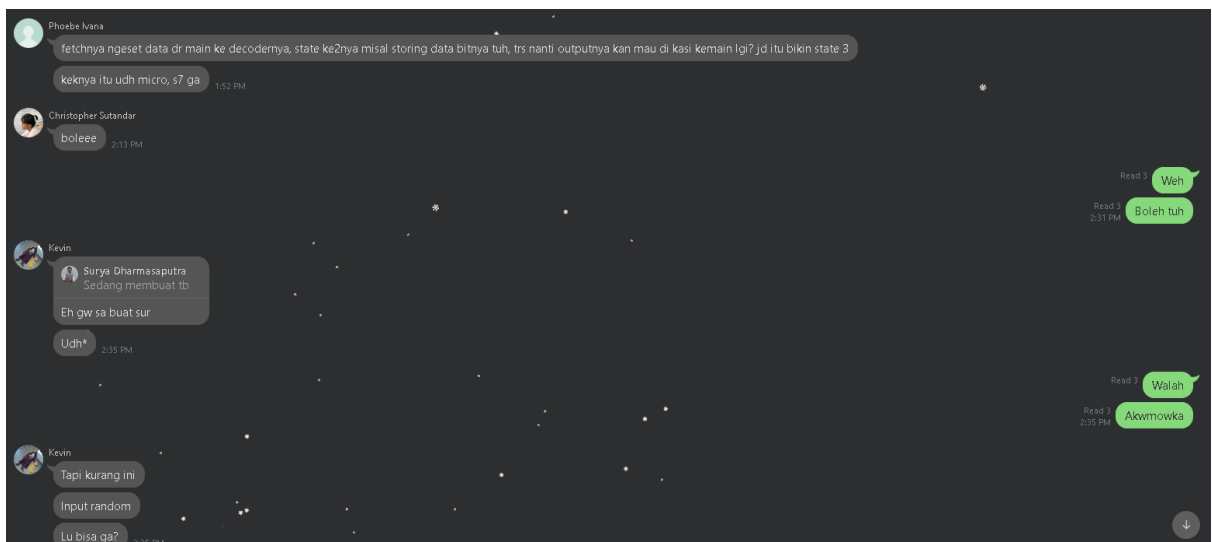 Phoebe Ivana
fetchnya ngeset data dr main ke decodernya, state ke2nya misal storing data bitnya tuh, trs nanti outputnya kan mau di kasi kemain lgi? jd itu bikin state 3
keknya itu udh micro, s7 ga
1:52 PM
Christopher Sutandar
boleee
2:13 PM
Read 3
Weh
Read 3
2:31 PM
Boleh tuh
Kevin
Surya Dharmasaputra
Sedang membuat tb
Eh gw sa buat sur
Udh*
2:35 PM
Read 3
Walah
Read 3
2:35 PM
Akwmowka
Kevin
Tapi kurang ini
Input random
Lu bisa ga?